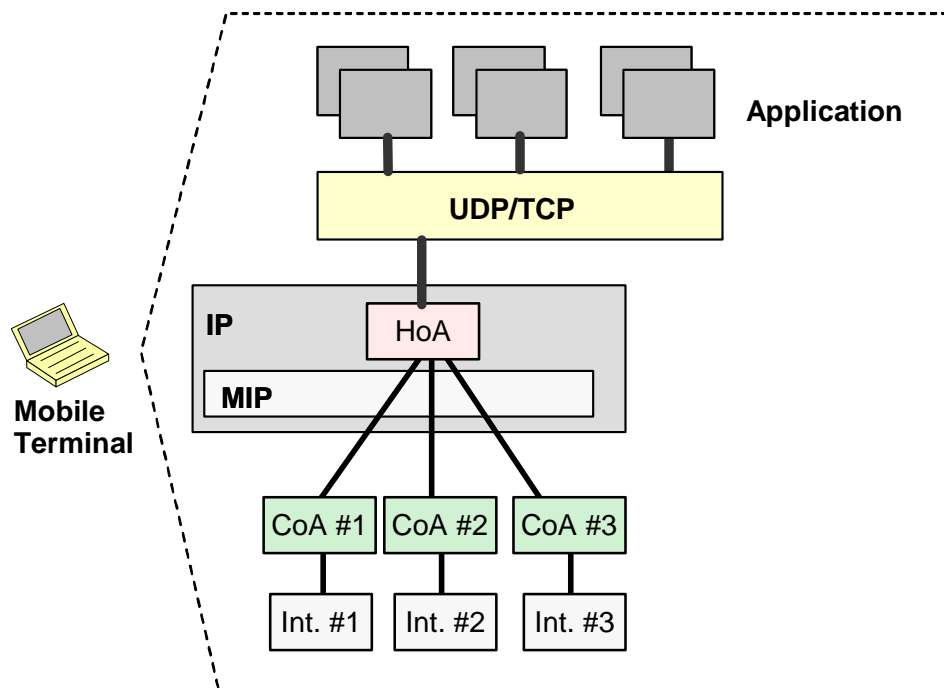 Application
UDP/TCP
IP
HoA
MIP
Mobile
Terminal
CoA #1
CoA #2
CoA #3
Int. #1
Int. #2
Int. #3